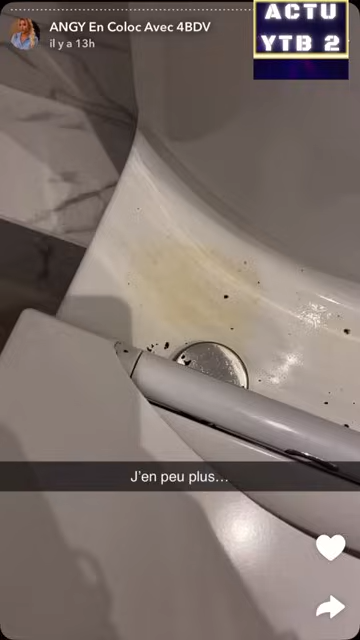 ANGY En Coloc Avec 4BDV
il y a 13h
ACTU
YTB 2
J'en peu plus...